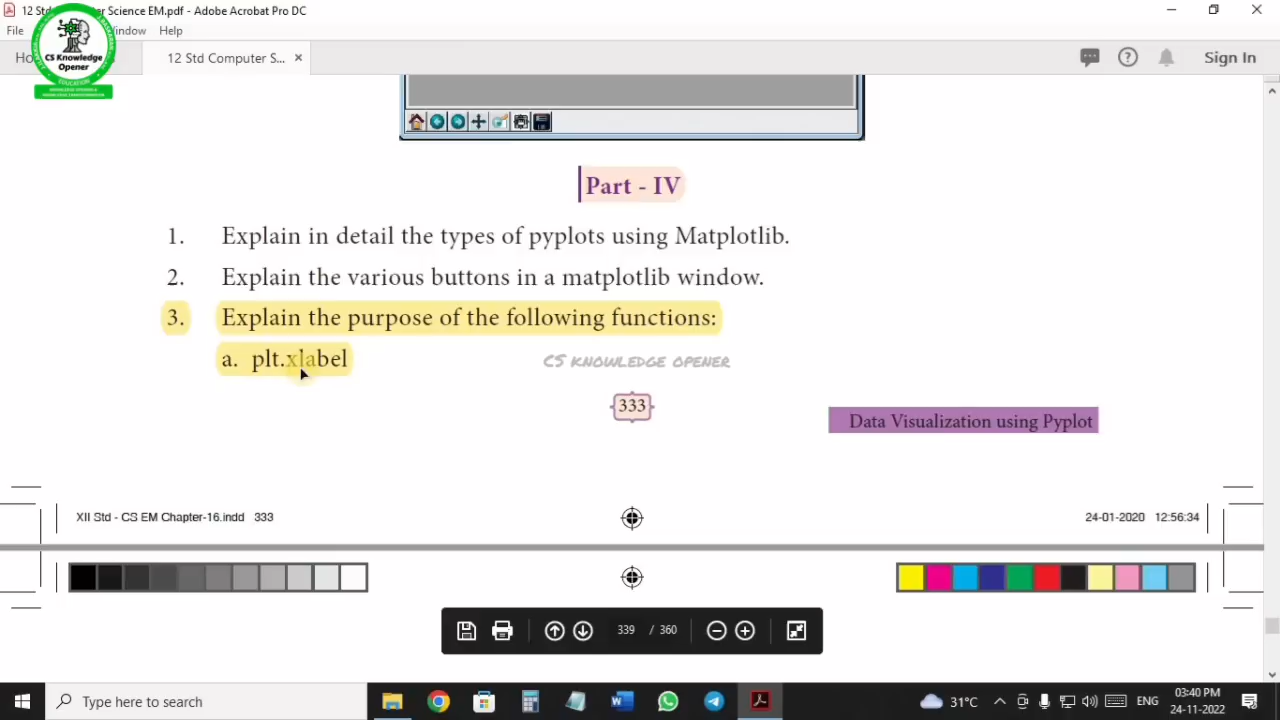 12 Std Computer Science EM.pdf - Adobe Acrobat Pro DC
File
Window Help
CS Knowledge
Opener
EDUCATION
12 Std Computer S...
Sign In
Part - IV
1. Explain in detail the types of pyplots using Matplotlib.
2. Explain the various buttons in a matplotlib window.
3. Explain the purpose of the following functions:
a. plt.xlabel
CS KNOWLEDGE OPENER
333
Data Visualization using Pyplot
XII Std - CS EM Chapter-16.indd 333
24-01-2020 12:56:34
339 / 360
Type here to search
31°C
ENG
03:40 PM
24-11-2022